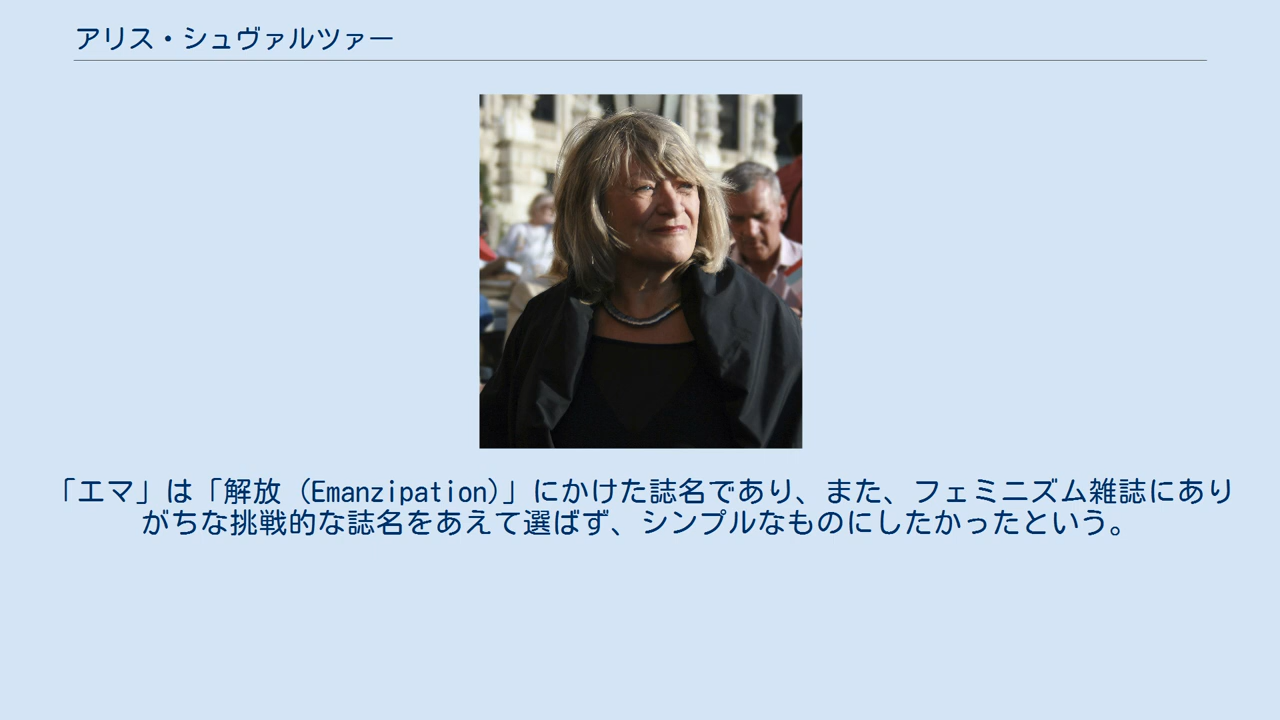 アリス・シュヴァルツァー
「エマ」は「解放（Emanzipation)」にかけた誌名であり、また、フェミニズム雑誌にあり
がちな挑戦的な誌名をあえて選ばず、シンプルなものにしたかったという。